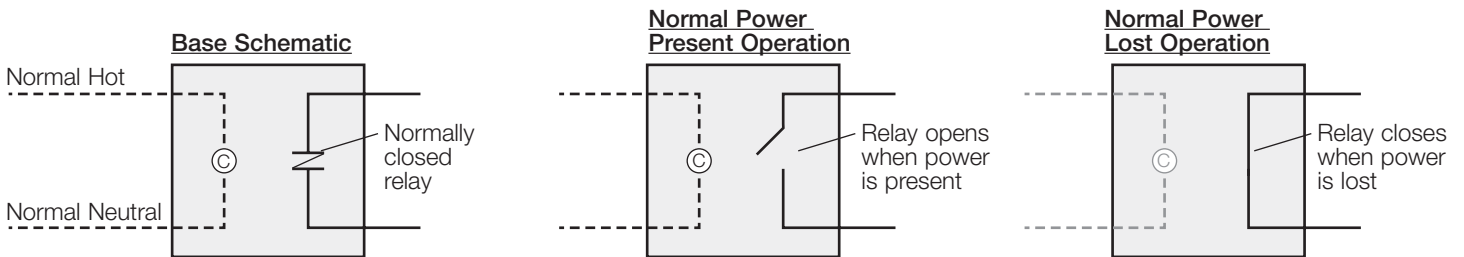 Base Schematic
Normal Hot
C
Normally
closed
relay
Normal Neutral
Normal Power
Present Operation
C
Relay opens
when power
is present
Normal Power
Lost Operation
C
Relay closes
when power
is lost